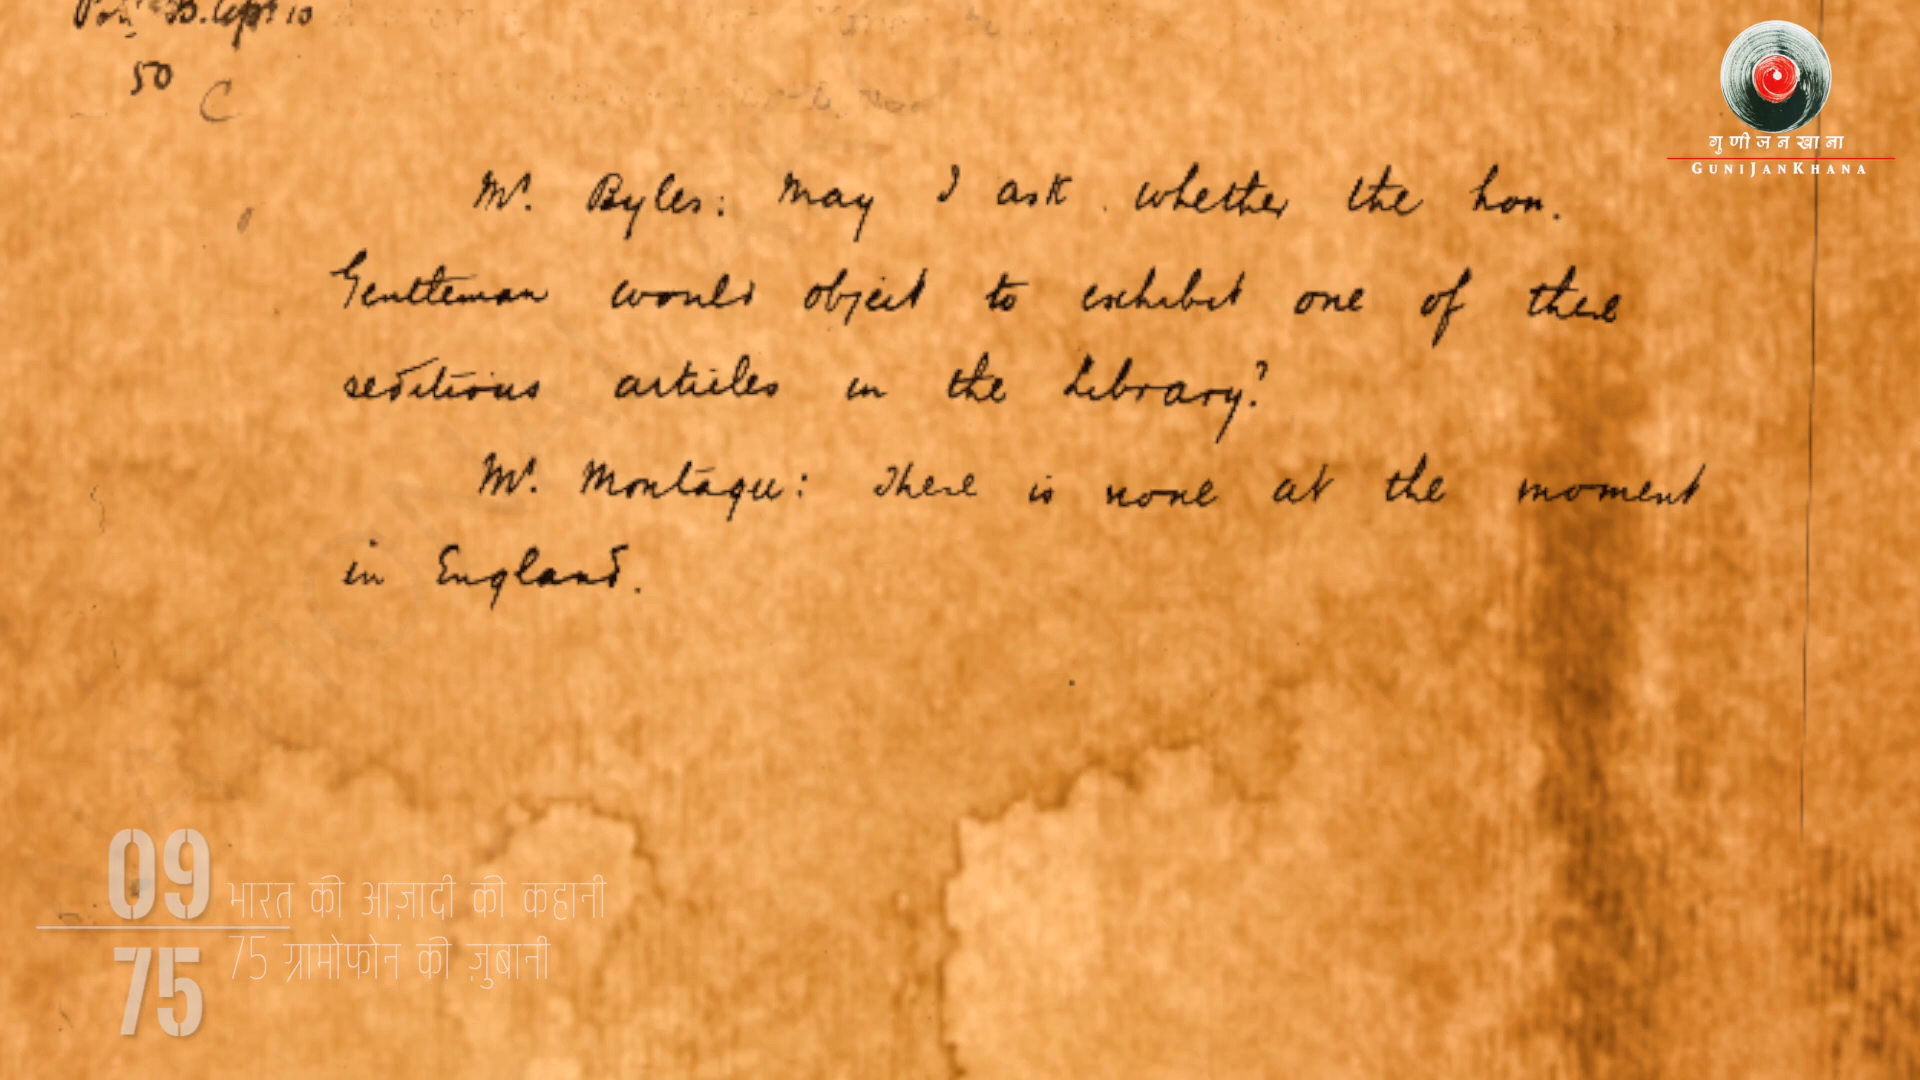 50
C
गुणीजनखाना
GUNIJANKHANA
Mr. Byles: May I ask whether the hon.
Gentleman would object to exhibit one of these
seditious articles in the Library?
Mr. Montagu: There is none at the moment
in England.
09
75
भारत की आज़ादी की कहानी
75 ग्रामोफोन की ज़ुबानी